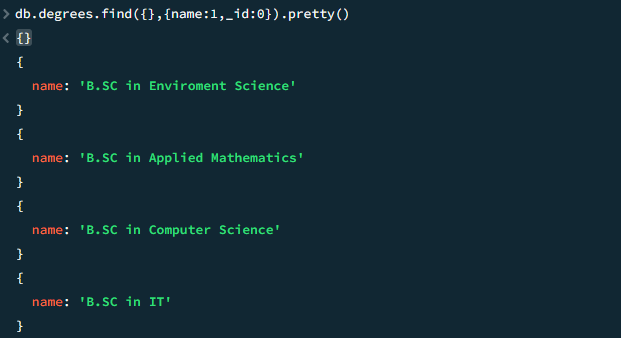 > db.degrees.find({},{name:1,_id:0}).pretty()
< {}
{
name: 'B.SC in Enviroment Science'
}
{
name: 'B.SC in Applied Mathematics'
}
{
name: 'B.SC in Computer Science'
}
{
name: 'B.SC in IT'
}